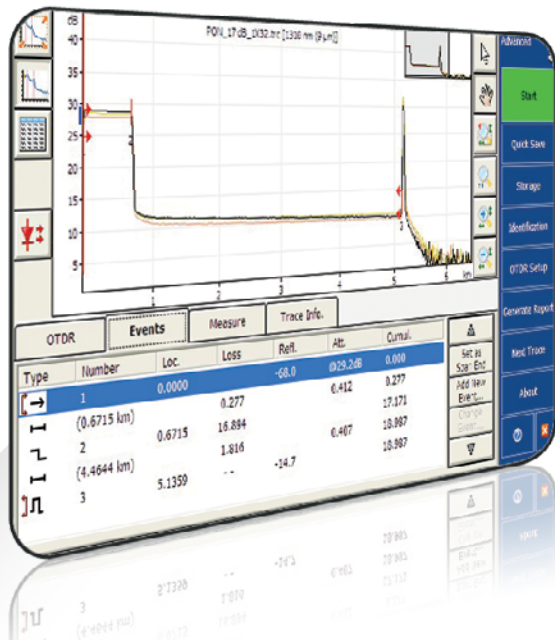 dB
PON_17 dB_1X32.trc [1310 nm (9 µm)]
40
35
30
25
20
15
10
5
2
1
2
3
4
5
6
km
Advanced
Start
Quick Save
Storage
Identification
OTDR Setup
Generate Report
Next Trace
About
OTDR
Events
Measure
Trace Info.
Type Number Loc. Loss Refl. Att. Cumul.
1 0.0000 -68.0 @29.2dB 0.000
(0.6715 km) 0.277 0.412 0.277
2 0.6715 16.894 17.171
(4.4644 km) 1.816 0.407 18.987
3 5.1359 -- -14.7 18.987
Set as
Span End
Add New
Event...
Change
Event...